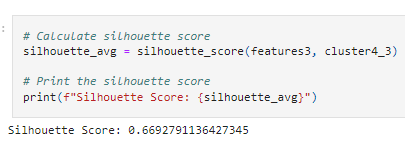 :
# Calculate silhouette score
silhouette_avg = silhouette_score(features3, cluster4_3)
# Print the silhouette score
print(f"Silhouette Score: {silhouette_avg}")
Silhouette Score: 0.6692791136427345